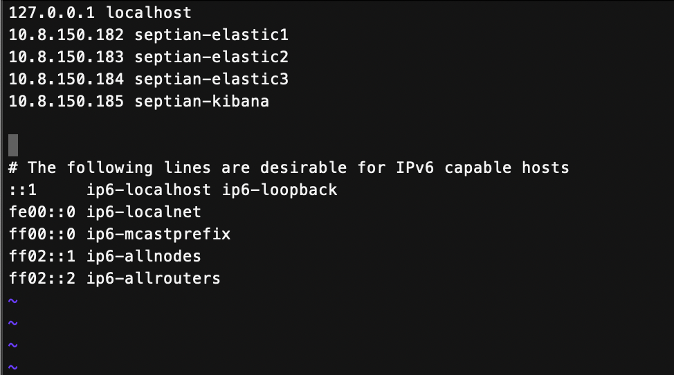 127.0.0.1 localhost
10.8.150.182 septian-elastic1
10.8.150.183 septian-elastic2
10.8.150.184 septian-elastic3
10.8.150.185 septian-kibana
# The following lines are desirable for IPv6 capable hosts
::1     ip6-localhost ip6-loopback
fe00::0 ip6-localnet
ff00::0 ip6-mcastprefix
ff02::1 ip6-allnodes
ff02::2 ip6-allrouters
~
~
~
~